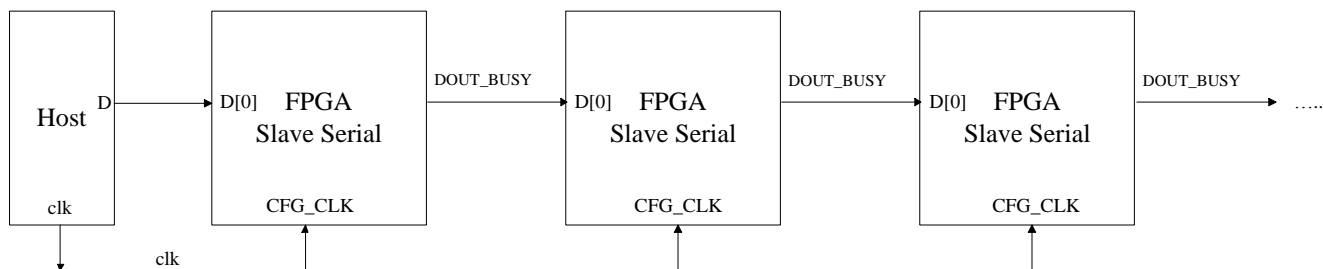 DOUT_BUSY
DOUT_BUSY
DOUT_BUSY
Host
D
D[0]
FPGA
Slave Serial
D[0]
FPGA
Slave Serial
D[0]
FPGA
Slave Serial
.....
clk
CFG_CLK
CFG_CLK
CFG_CLK
clk